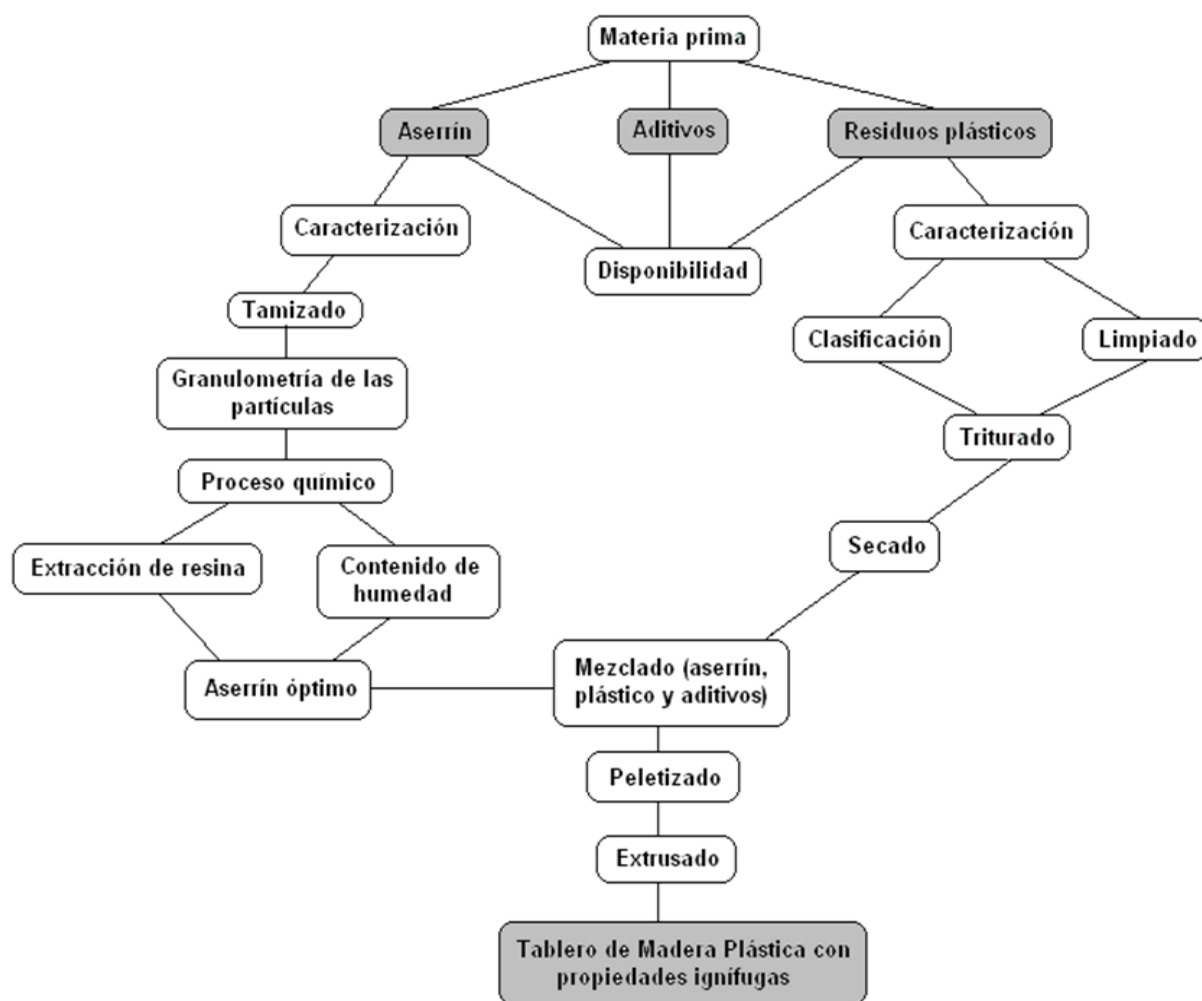 Materia prima
Aserrín
Aditivos
Residuos plásticos
Caracterización
Caracterización
Disponibilidad
Tamizado
Clasificación
Limpiado
Granulometría de las
partículas
Triturado
Proceso químico
Secado
Extracción de resina
Contenido de
humedad
Aserrín óptimo
Mezclado (aserrín,
plástico y aditivos)
Peletizado
Extrusado
Tablero de Madera Plástica con
propiedades ignífugas